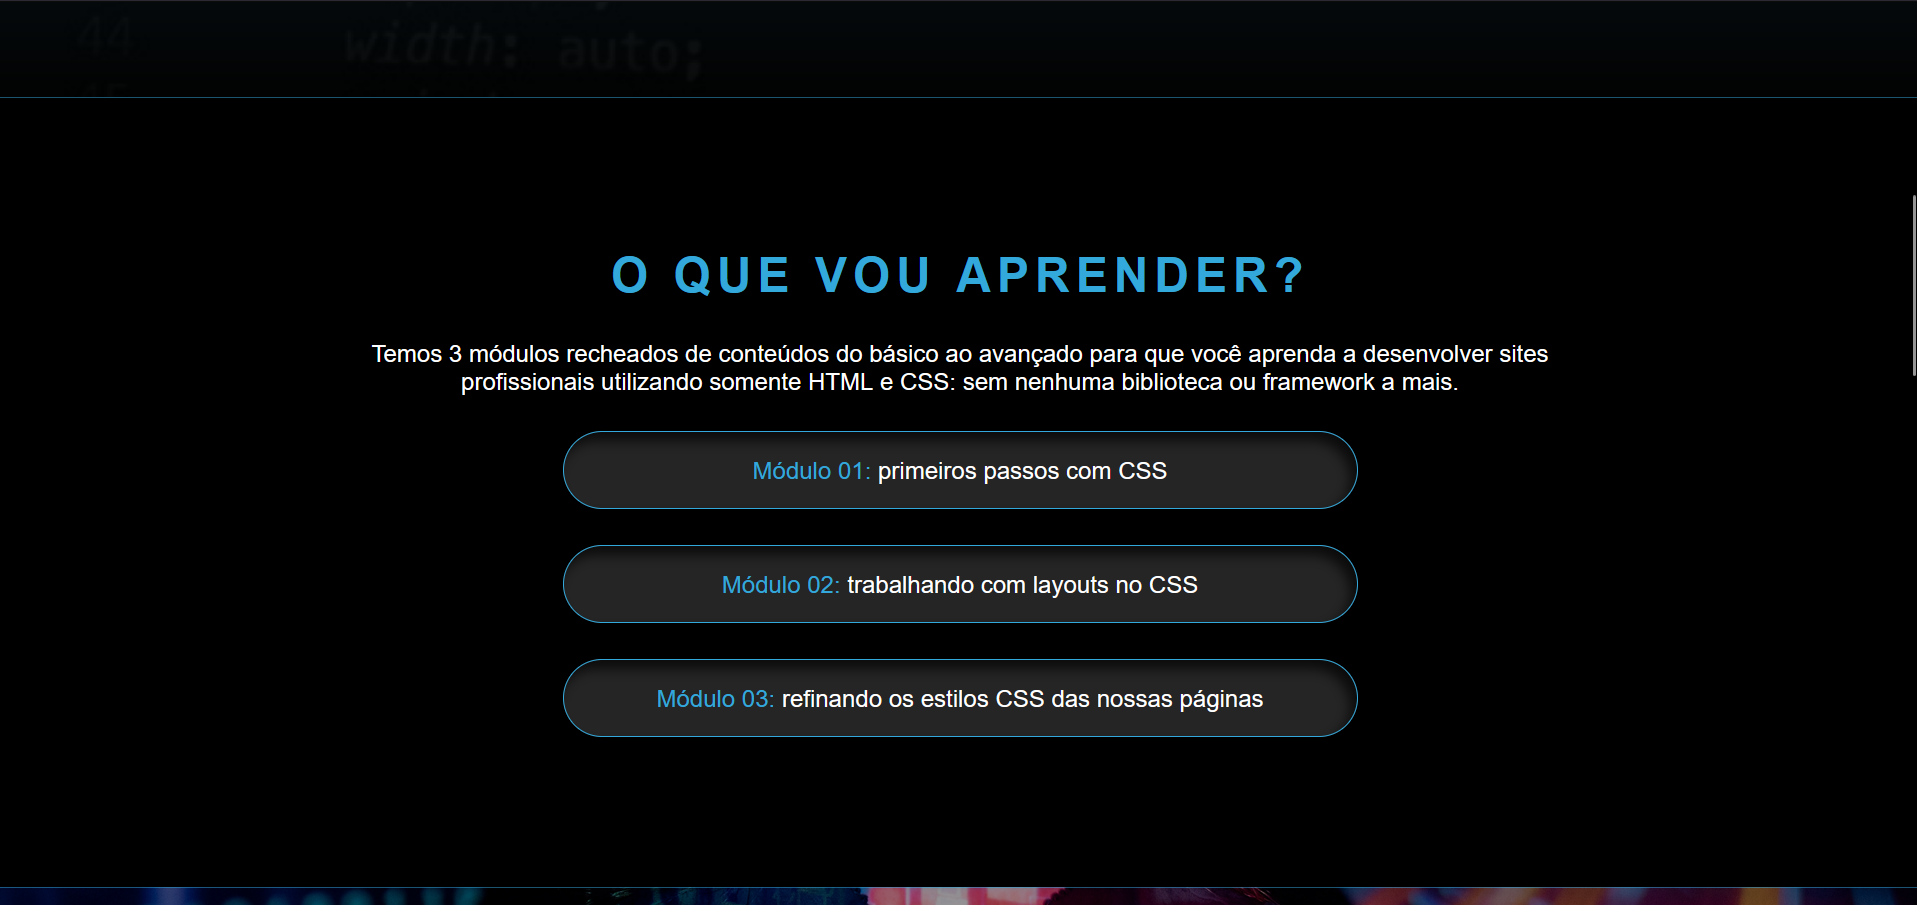 44
width: auto;
O QUE VOU APRENDER?
Temos 3 módulos recheados de conteúdos do básico ao avançado para que você aprenda a desenvolver sites
profissionais utilizando somente HTML e CSS: sem nenhuma biblioteca ou framework a mais.
Módulo 01: primeiros passos com CSS
Módulo 02: trabalhando com layouts no CSS
Módulo 03: refinando os estilos CSS das nossas páginas